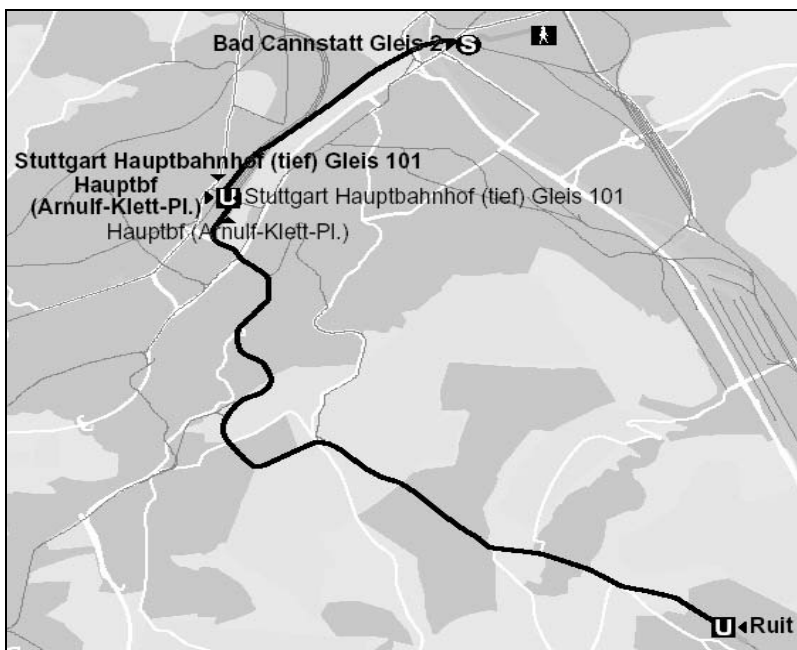 Bad Cannstatt Gleis 2
S
Stuttgart Hauptbahnhof (tief) Gleis 101
Hauptbf
(Arnulf-Klett-Pl.)
U
Stuttgart Hauptbahnhof (tief) Gleis 101
Hauptbf (Arnulf-Klett-Pl.)
U
Ruit